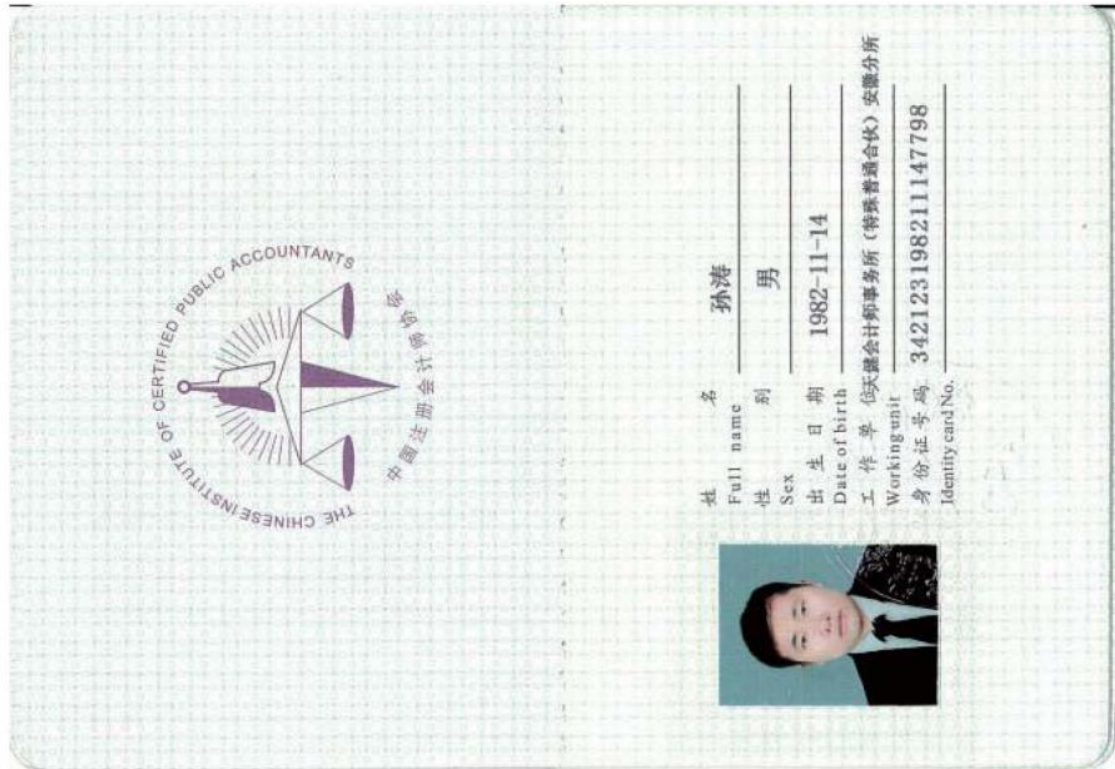 THE CHINESE INSTITUTE OF CERTIFIED PUBLIC ACCOUNTANTS
中国注册会计师协会
姓名 孙涛
Full name
性别 男
Sex
出生日期 1982-11-14
Date of birth
工作单位 天健会计师事务所（特殊普通合伙）安徽分所
Working unit
身份证号码 342123198211147798
Identity card No.